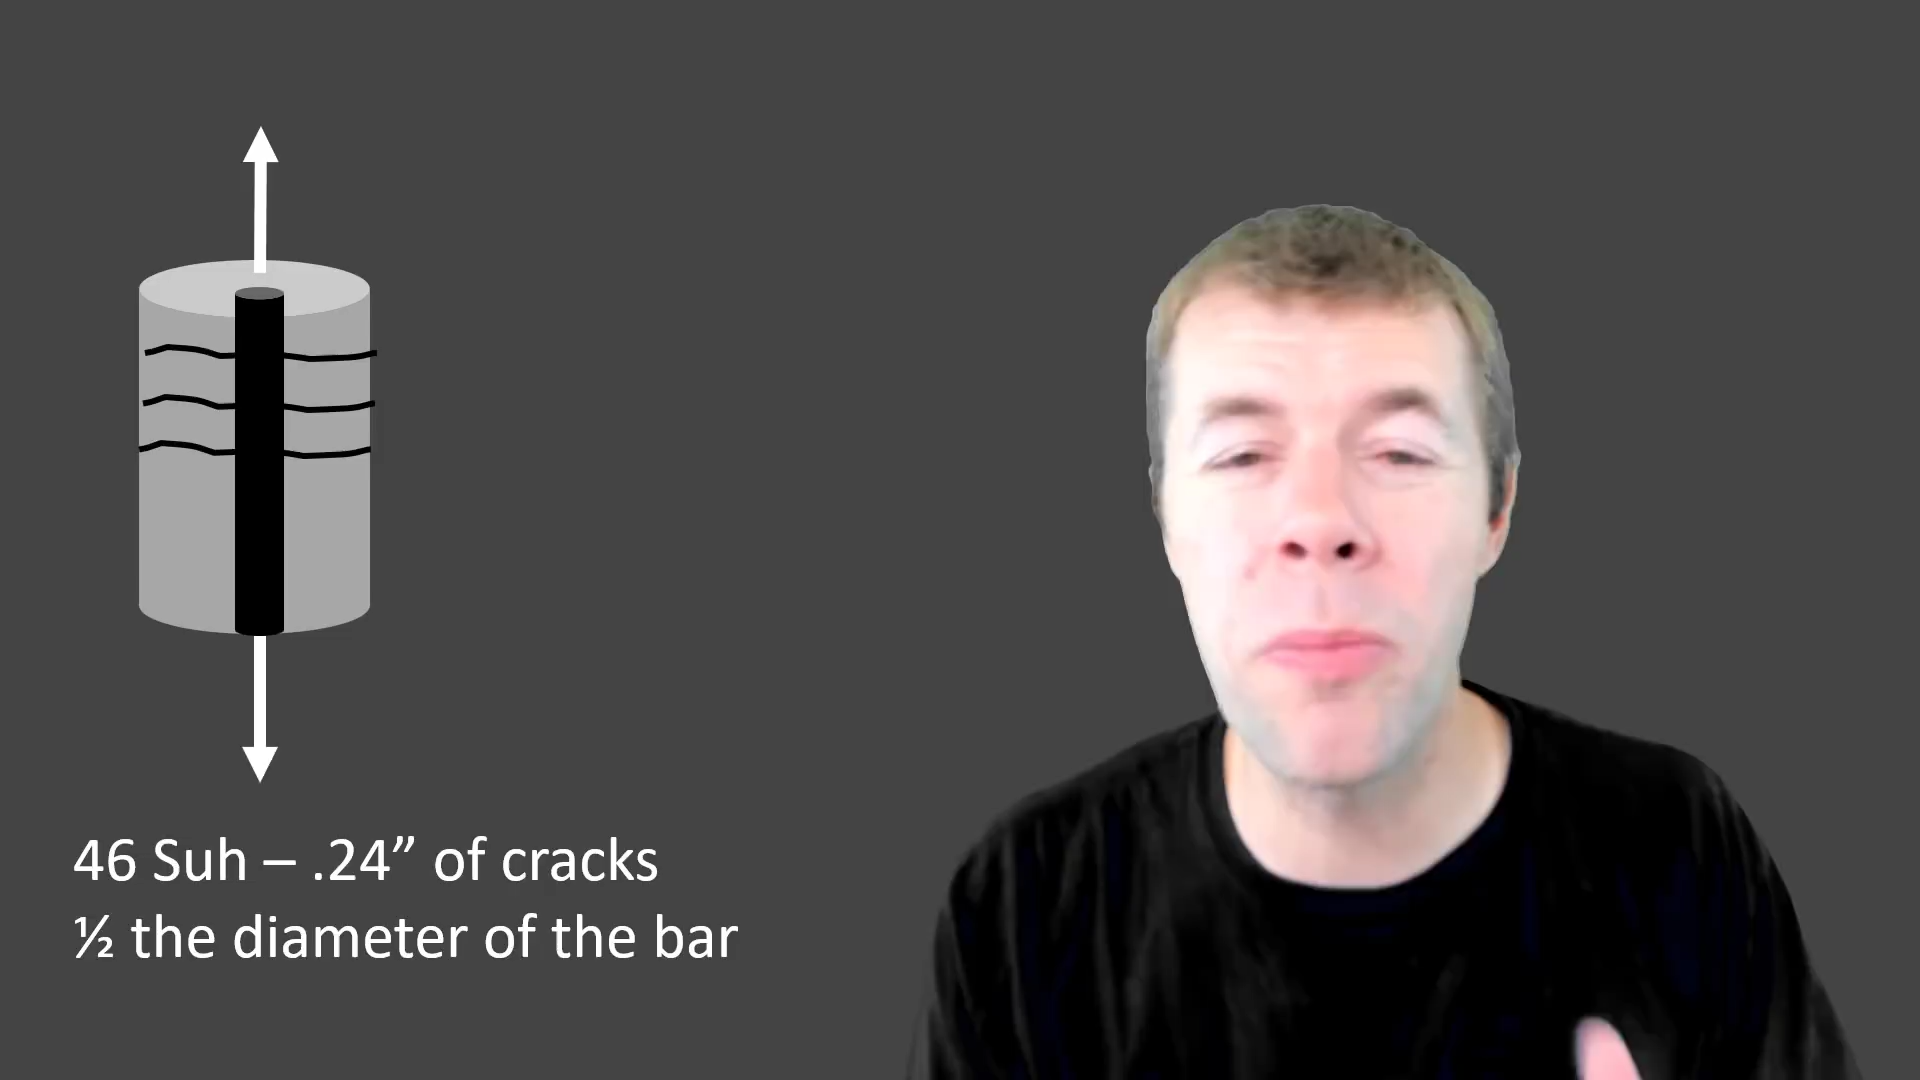 46 Suh – .24” of cracks
½ the diameter of the bar